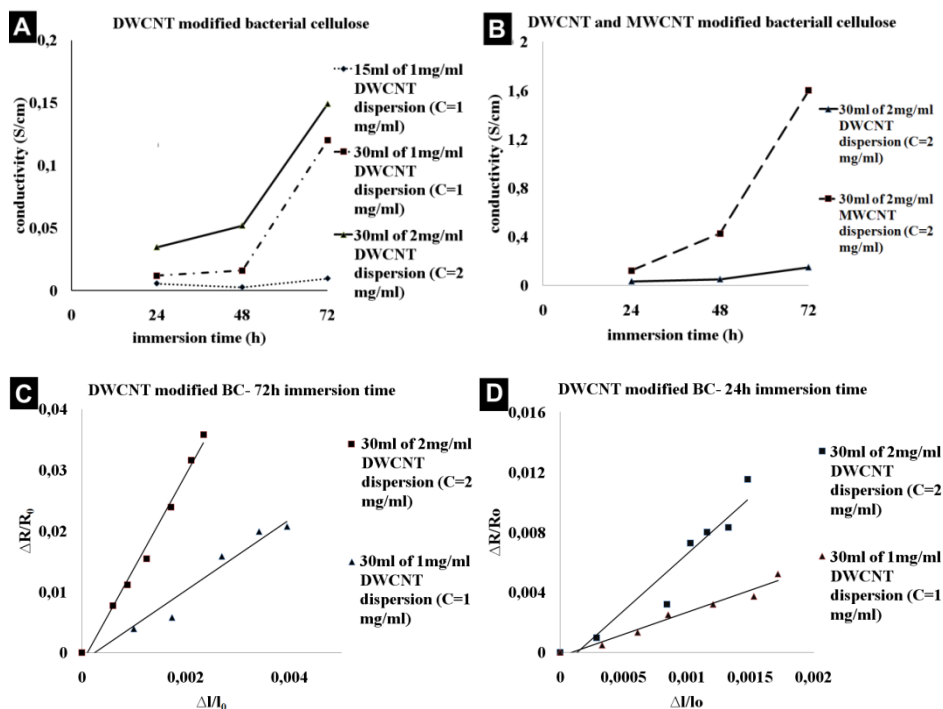 A
DWCNT modified bacterial cellulose
0,2
0,15
0,1
0,05
0
conductivity (S/cm)
0
24
48
72
immersion time (h)
15ml of 1mg/ml
DWCNT
dispersion (C=1
mg/ml)
30ml of 1mg/ml
DWCNT
dispersion (C=1
mg/ml)
30ml of 2mg/ml
DWCNT
dispersion (C=2
mg/ml)
B
DWCNT and MWCNT modified bacteriall cellulose
2
1,6
1,2
0,8
0,4
0
conductivity (S/cm)
0
24
48
72
immersion time (h)
30ml of 2mg/ml
DWCNT
dispersion (C=2
mg/ml)
30ml of 2mg/ml
MWCNT
dispersion (C=2
mg/ml)
C
DWCNT modified BC- 72h immersion time
0,04
0,03
0,02
0,01
0
ΔR/R₀
0
0,002
0,004
Δl/l₀
30ml of 2mg/ml
DWCNT
dispersion (C=2
mg/ml)
30ml of 1mg/ml
DWCNT
dispersion (C=1
mg/ml)
D
DWCNT modified BC- 24h immersion time
0,016
0,012
0,008
0,004
0
ΔR/Ro
0
0,0005
0,001
0,0015
0,002
Δl/lo
30ml of 2mg/ml
DWCNT
dispersion (C=2
mg/ml)
30ml of 1mg/ml
DWCNT
dispersion (C=1
mg/ml)